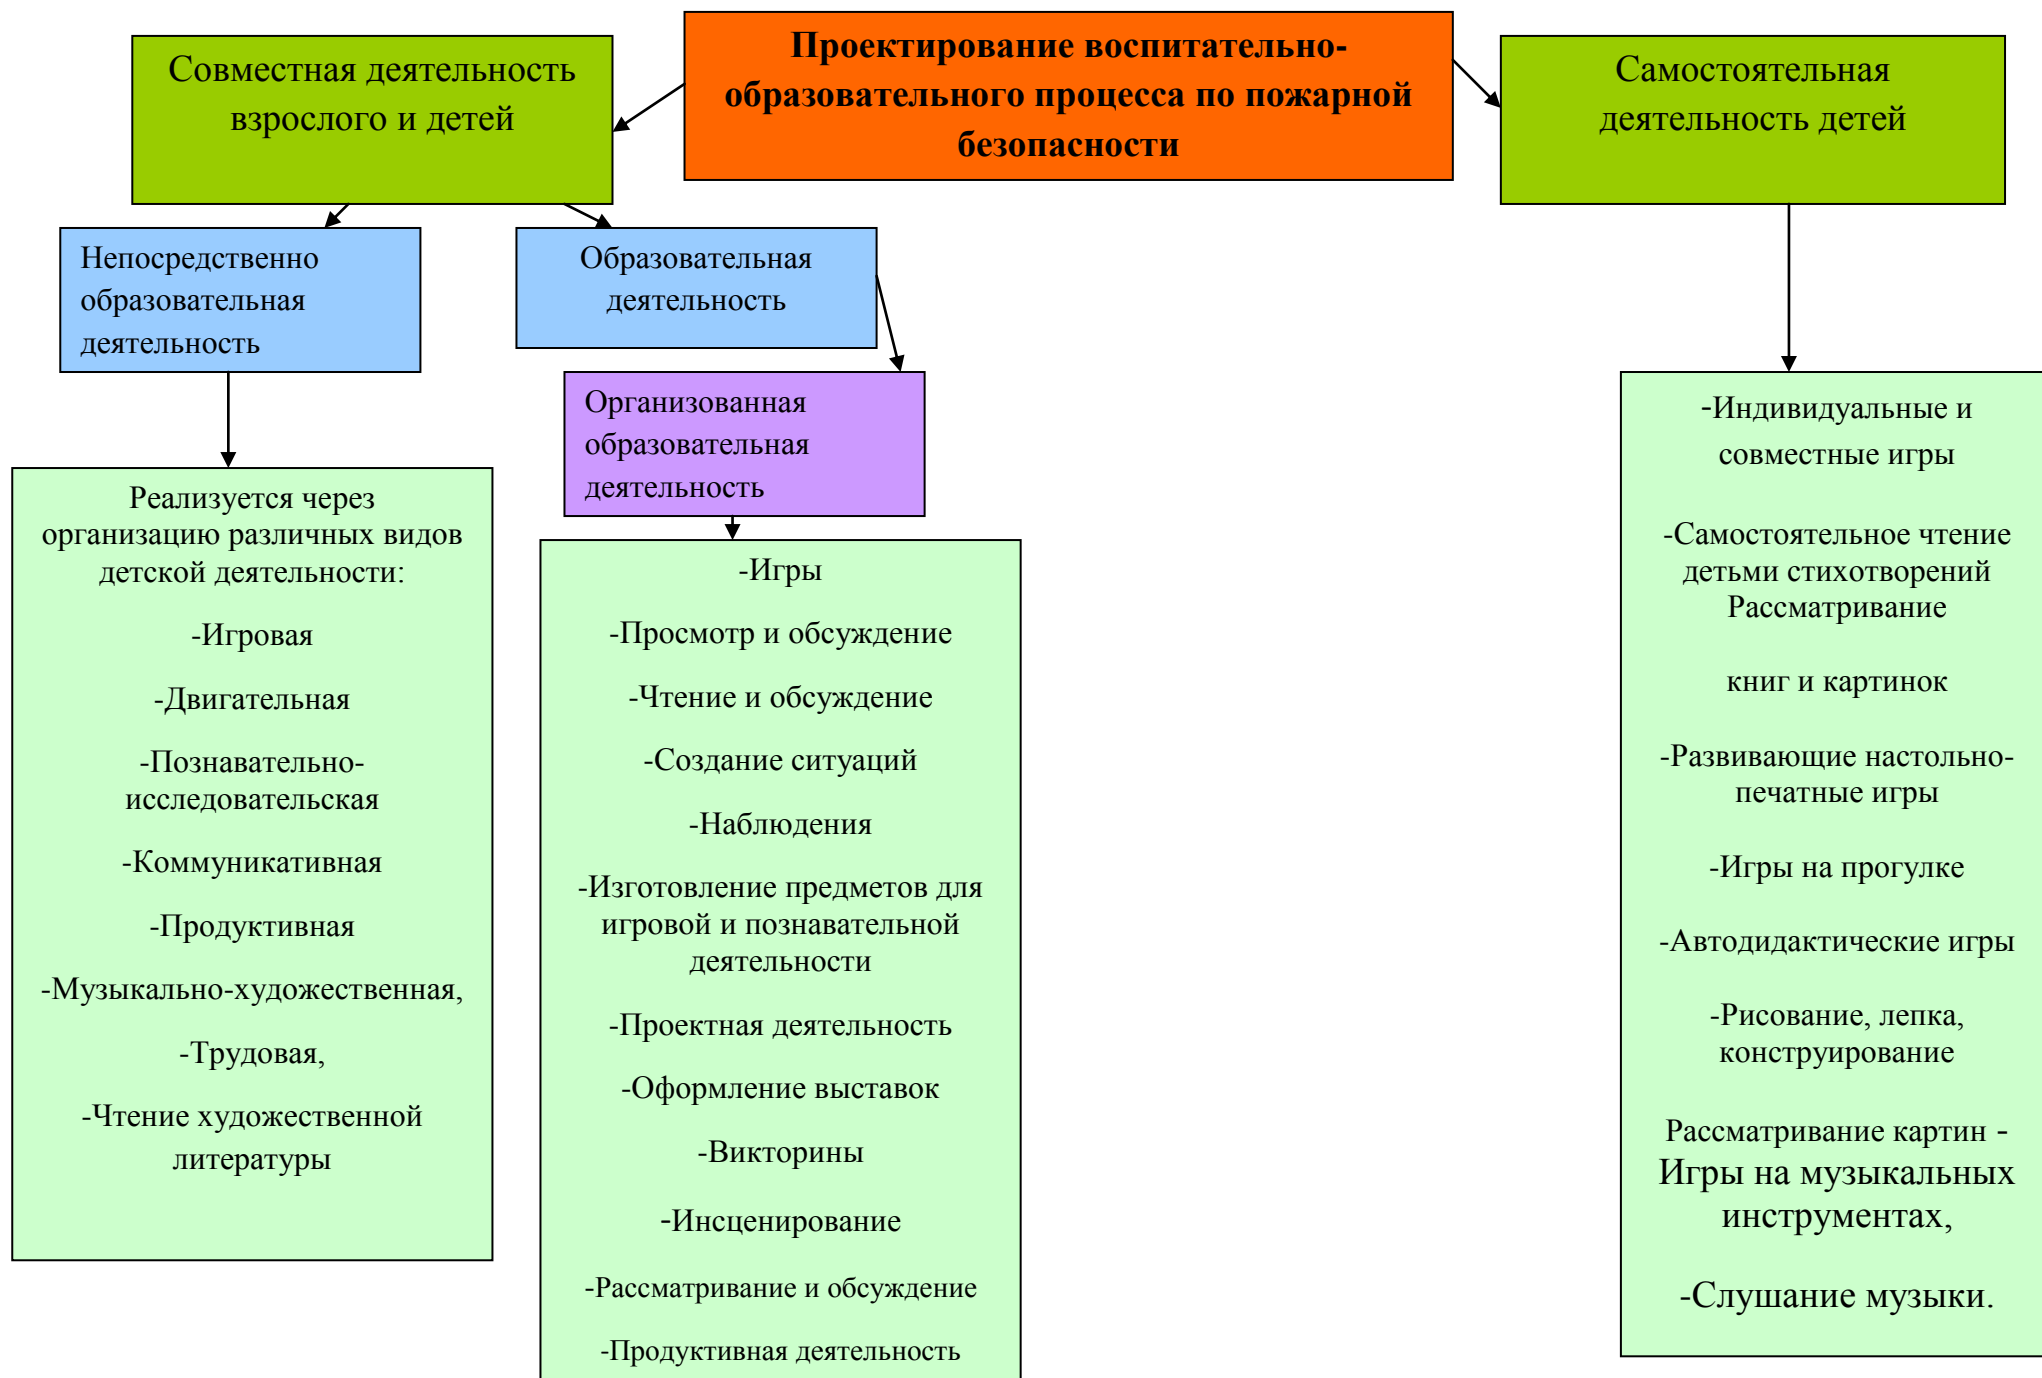 Проектирование воспитательно-
образовательного процесса по пожарной
безопасности
Совместная деятельность
взрослого и детей
Самостоятельная
деятельность детей
Непосредственно
образовательная
деятельность
Образовательная
деятельность
Организованная
образовательная
деятельность
Реализуется через
организацию различных видов
детской деятельности:
-Игровая
-Двигательная
-Познавательно-
исследовательская
-Коммуникативная
-Продуктивная
-Музыкально-художественная,
-Трудовая,
-Чтение художественной
литературы
-Игры
-Просмотр и обсуждение
-Чтение и обсуждение
-Создание ситуаций
-Наблюдения
-Изготовление предметов для
игровой и познавательной
деятельности
-Проектная деятельность
-Оформление выставок
-Викторины
-Инсценирование
-Рассматривание и обсуждение
-Продуктивная деятельность
-Индивидуальные и
совместные игры
-Самостоятельное чтение
детьми стихотворений
Рассматривание
книг и картинок
-Развивающие настольно-
печатные игры
-Игры на прогулке
-Автодидактические игры
-Рисование, лепка,
конструирование
Рассматривание картин -
Игры на музыкальных
инструментах,
-Слушание музыки.